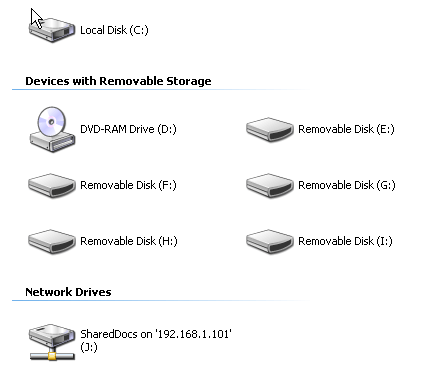 Local Disk (C:)
Devices with Removable Storage
DVD-RAM Drive (D:)
Removable Disk (E:)
Removable Disk (F:)
Removable Disk (G:)
Removable Disk (H:)
Removable Disk (I:)
Network Drives
SharedDocs on '192.168.1.101'
(J:)